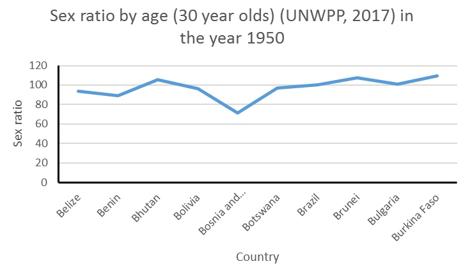 Sex ratio by age (30 year olds) (UNWPP, 2017) in
the year 1950
120
100
80
60
40
20
0
Sex ratio
Belize
Benin
Bhutan
Bolivia
Bosnia and...
Botswana
Brazil
Brunei
Bulgaria
Burkina Faso
Country